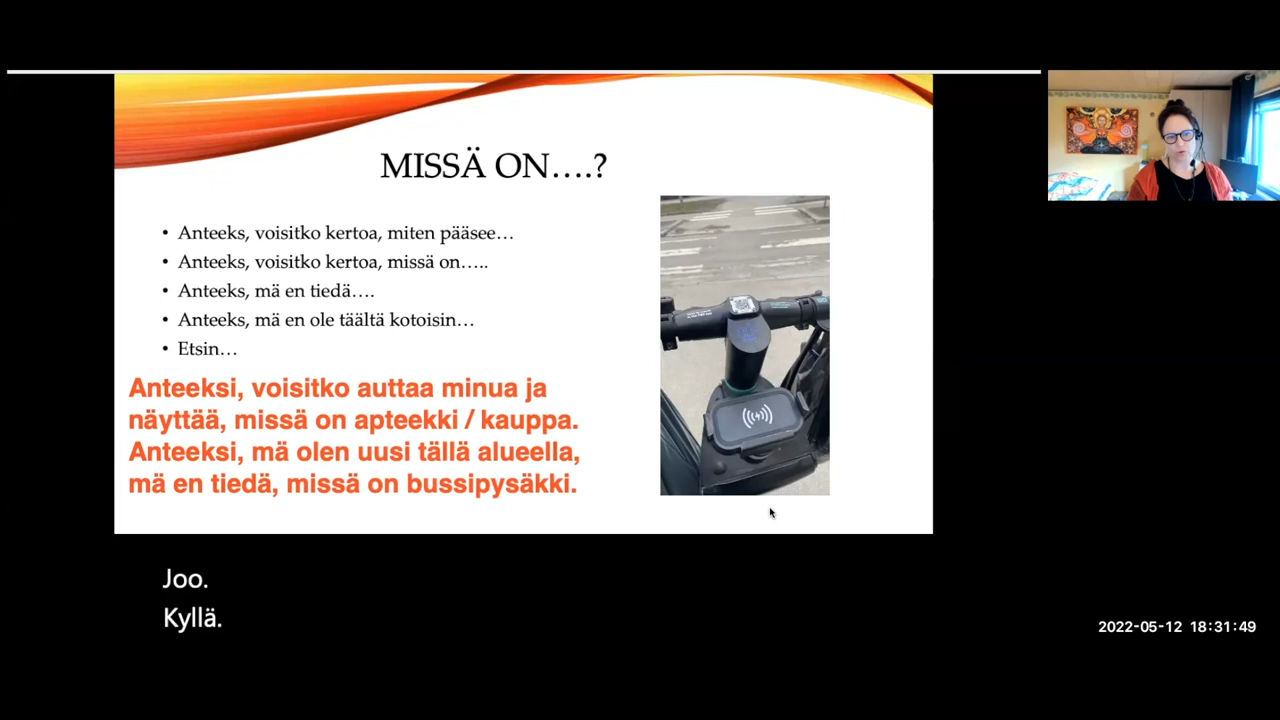 MISSÄ ON….?
• Anteeks, voisitko kertoa, miten pääsee…
• Anteeks, voisitko kertoa, missä on…..
• Anteeks, mä en tiedä….
• Anteeks, mä en ole täältä kotoisin…
• Etsin…
Anteeksi, voisitko auttaa minua ja
näyttää, missä on apteekki / kauppa.
Anteeksi, mä olen uusi tällä alueella,
mä en tiedä, missä on bussipysäkki.
Joo.
Kyllä.
2022-05-12 18:31:49